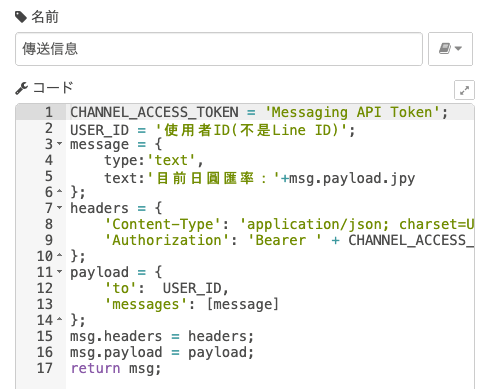 名前
傳送信息
コード
1 CHANNEL_ACCESS_TOKEN = 'Messaging API Token';
2 USER_ID = '使用者ID(不是Line ID)';
3 message = {
4 type:'text',
5 text:'目前日圓匯率：'+msg.payload.jpy
6 };
7 headers = {
8 'Content-Type': 'application/json; charset=U
9 'Authorization': 'Bearer ' + CHANNEL_ACCESS_
10 };
11 payload = {
12 'to':  USER_ID,
13 'messages': [message]
14 };
15 msg.headers = headers;
16 msg.payload = payload;
17 return msg;